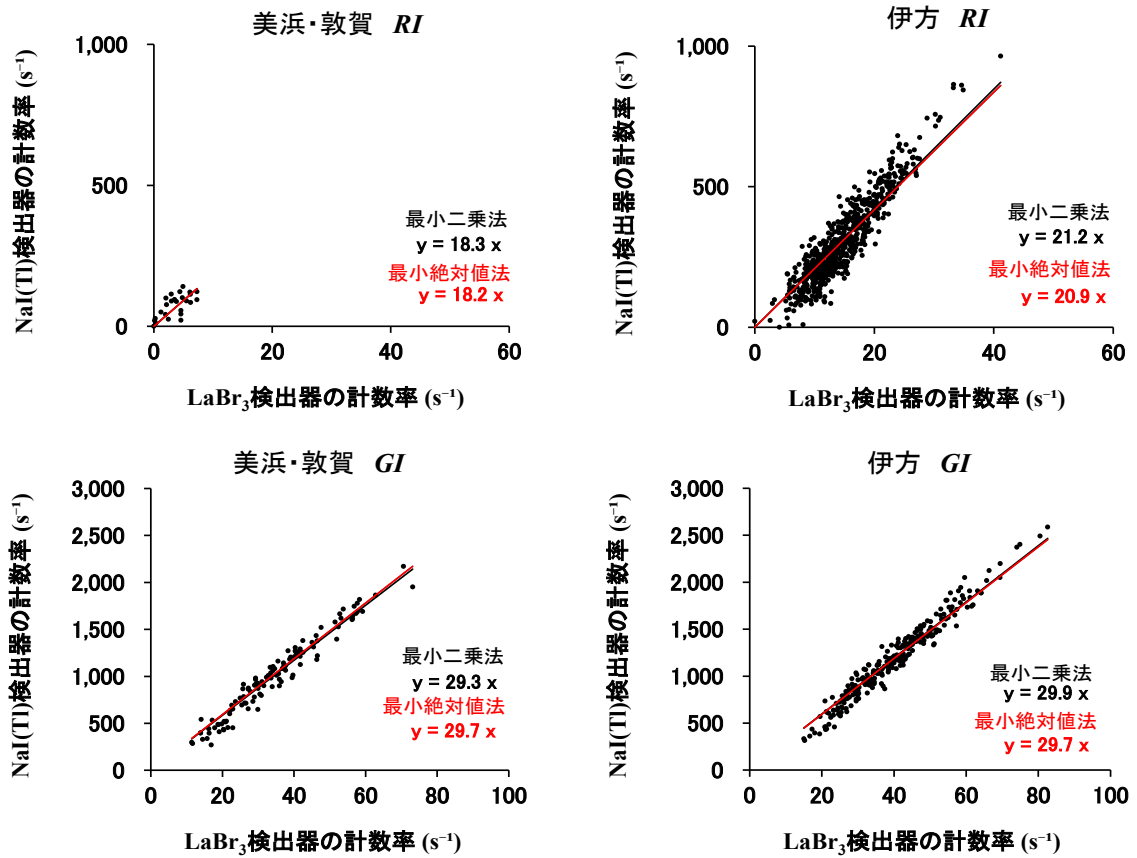 美浜・敦賀 RI
1,000
500
0
0 20 40 60
NaI(Tl)検出器の計数率 (s⁻¹)
LaBr₃検出器の計数率 (s⁻¹)
最小二乗法
y = 18.3 x
最小絶対値法
y = 18.2 x
伊方 RI
1,000
500
0
0 20 40 60
NaI(Tl)検出器の計数率 (s⁻¹)
LaBr₃検出器の計数率 (s⁻¹)
最小二乗法
y = 21.2 x
最小絶対値法
y = 20.9 x
美浜・敦賀 GI
3,000
2,500
2,000
1,500
1,000
500
0
0 20 40 60 80 100
NaI(Tl)検出器の計数率 (s⁻¹)
LaBr₃検出器の計数率 (s⁻¹)
最小二乗法
y = 29.3 x
最小絶対値法
y = 29.7 x
伊方 GI
3,000
2,500
2,000
1,500
1,000
500
0
0 20 40 60 80 100
NaI(Tl)検出器の計数率 (s⁻¹)
LaBr₃検出器の計数率 (s⁻¹)
最小二乗法
y = 29.9 x
最小絶対値法
y = 29.7 x